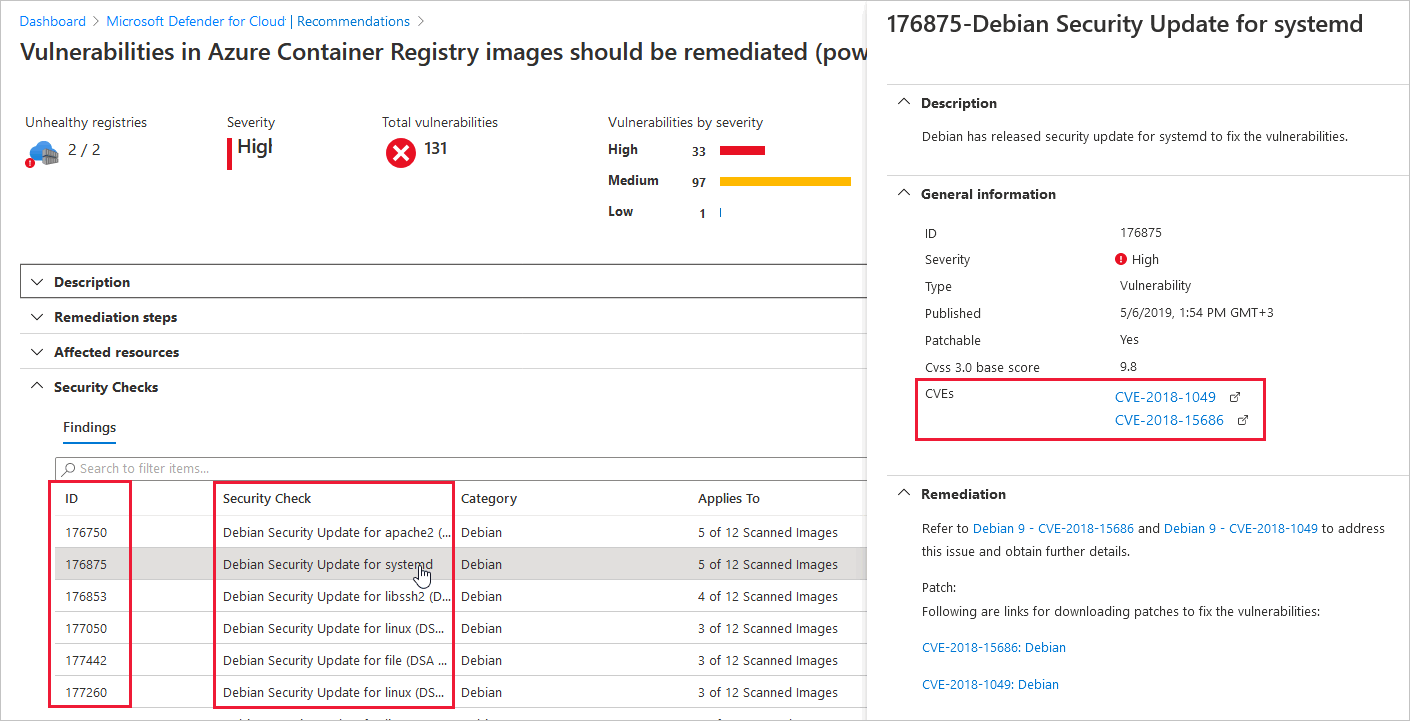 Dashboard > Microsoft Defender for Cloud | Recommendations >
Vulnerabilities in Azure Container Registry images should be remediated (pow
Unhealthy registries
2 / 2
Severity
High
Total vulnerabilities
131
Vulnerabilities by severity
High 33
Medium 97
Low 1
Description
Remediation steps
Affected resources
Security Checks
Findings
Search to filter items...
ID Security Check Category Applies To
176750 Debian Security Update for apache2 (... Debian 5 of 12 Scanned Images
176875 Debian Security Update for systemd Debian 5 of 12 Scanned Images
176853 Debian Security Update for libssh2 (D... Debian 4 of 12 Scanned Images
177050 Debian Security Update for linux (DS... Debian 3 of 12 Scanned Images
177442 Debian Security Update for file (DSA ... Debian 3 of 12 Scanned Images
177260 Debian Security Update for linux (DS... Debian 3 of 12 Scanned Images
176875-Debian Security Update for systemd
Description
Debian has released security update for systemd to fix the vulnerabilities.
General information
ID 176875
Severity High
Type Vulnerability
Published 5/6/2019, 1:54 PM GMT+3
Patchable Yes
Cvss 3.0 base score 9.8
CVEs CVE-2018-1049
CVE-2018-15686
Remediation
Refer to Debian 9 - CVE-2018-15686 and Debian 9 - CVE-2018-1049 to address
this issue and obtain further details.
Patch:
Following are links for downloading patches to fix the vulnerabilities:
CVE-2018-15686: Debian
CVE-2018-1049: Debian